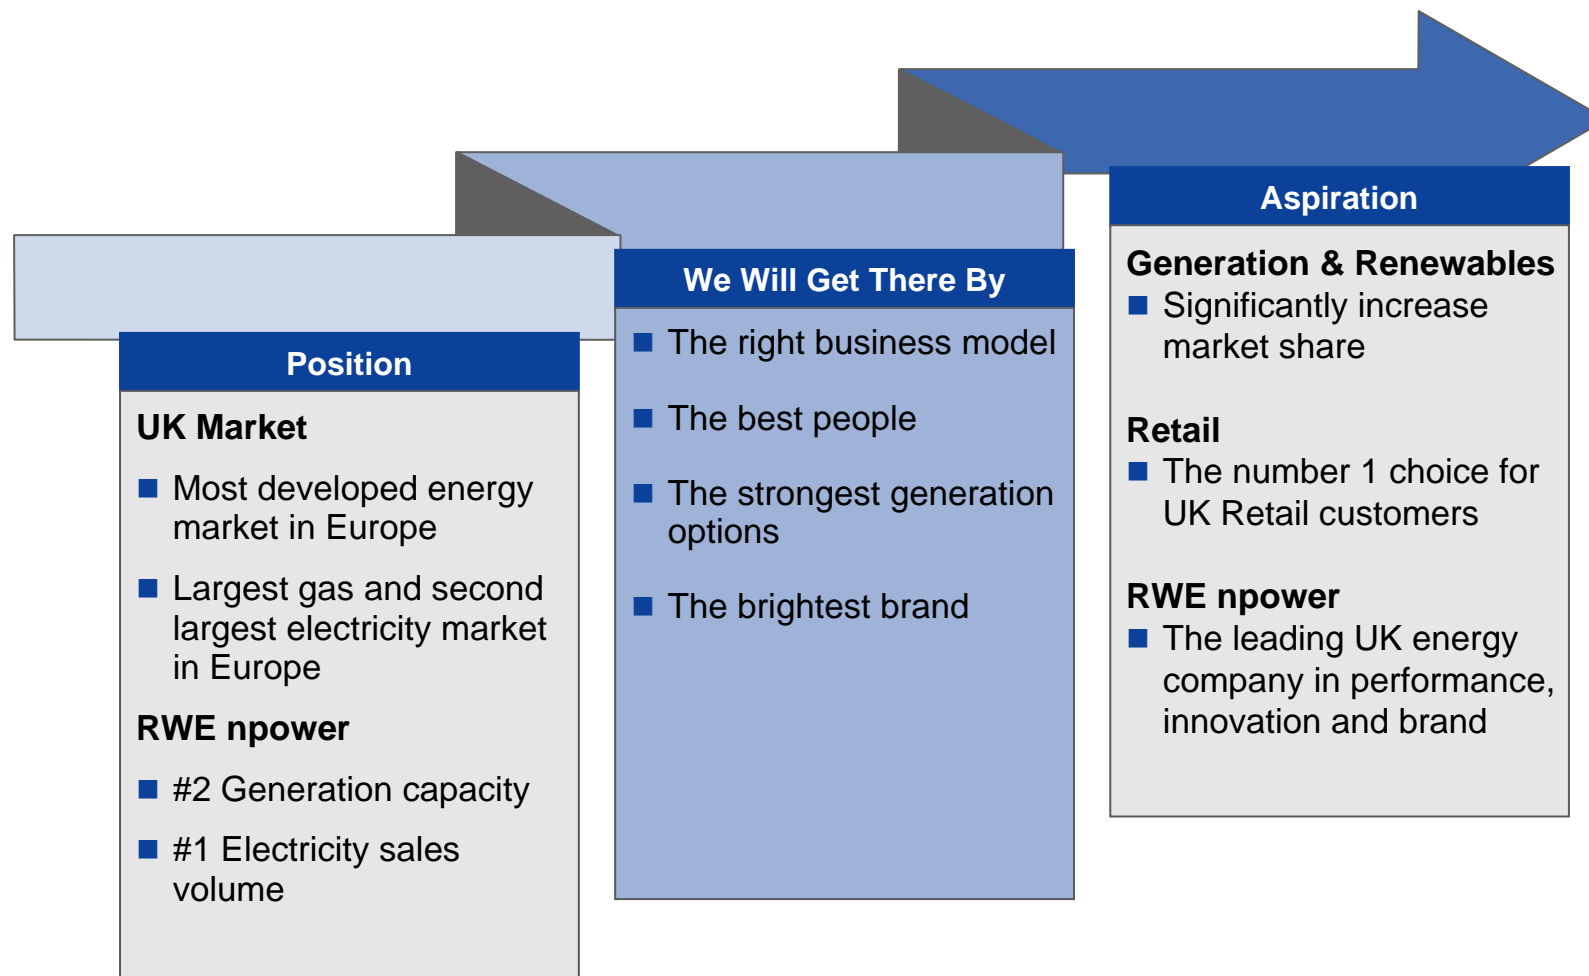 Position
UK Market
Most developed energy
market in Europe
Largest gas and second
largest electricity market
in Europe
RWE npower
#2 Generation capacity
#1 Electricity sales
volume
We Will Get There By
The right business model
The best people
The strongest generation
options
The brightest brand
Aspiration
Generation & Renewables
Significantly increase
market share
Retail
The number 1 choice for
UK Retail customers
RWE npower
The leading UK energy
company in performance,
innovation and brand